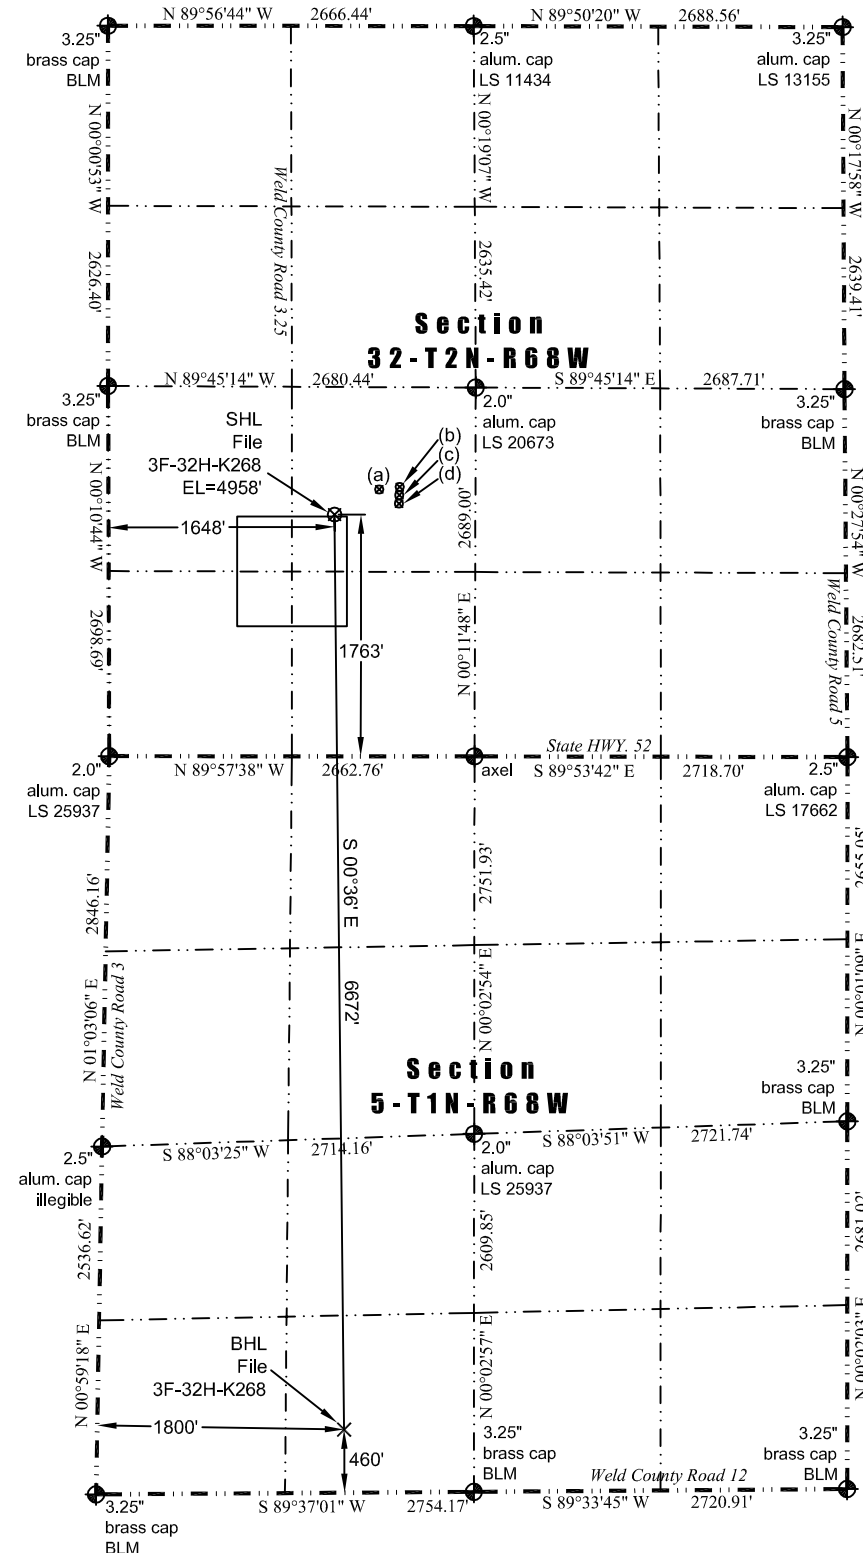 N 89°56'44" W 2666.44' N 89°50'20" W 2688.56'
3.25"
brass cap
BLM
2.5"
alum. cap
LS 11434
3.25"
alum. cap
LS 13155
N 00°00'53" W
2626.40'
Weld County Road 3.25
N 00°19'07" W
2635.42'
N 00°17'58" W
2639.41'
Section
32-T2N-R68W
N 89°45'14" W 2680.44' S 89°45'14" E 2687.71'
3.25"
brass cap
BLM
2.0"
alum. cap
LS 20673
3.25"
brass cap
BLM
SHL
File
3F-32H-K268
EL=4958'
(a)
(b)
(c)
(d)
N 00°10'44" W
2698.69'
1648'
1763'
2689.00'
N 00°11'48" E
N 00°27'54" W
2682.51'
Weld County Road 5
State HWY. 52
N 89°57'38" W 2662.76' S 89°53'42" E 2718.70'
2.0"
alum. cap
LS 25937
axel
2.5"
alum. cap
LS 17662
2846.16'
N 01°03'06" E
Weld County Road 3
S 00°36' E
6672'
2751.93'
N 00°02'54" E
Section
5-T1N-R68W
3.25"
brass cap
BLM
S 88°03'25" W 2714.16' S 88°03'51" W 2721.74'
2.5"
alum. cap
illegible
2.0"
alum. cap
LS 25937
2536.62'
N 00°59'18" E
2609.85'
N 00°02'57" E
BHL
File
3F-32H-K268
1800'
460'
3.25"
brass cap
BLM
3.25"
brass cap
BLM
Weld County Road 12
S 89°37'01" W 2754.17' S 89°33'45" W 2720.91'
3.25"
brass cap
BLM